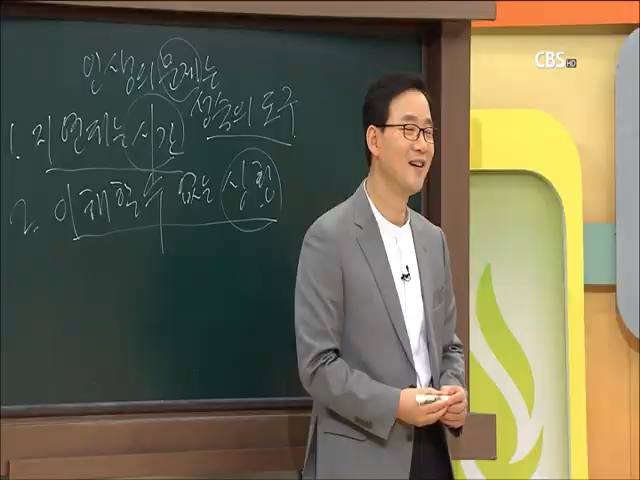 인생의 문제는
성숙의 도구
1. 지연되는 시간
2. 이해할 수 없는 상황
CBS HD